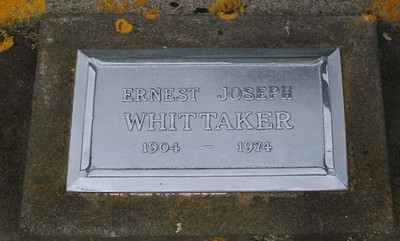 ERNEST JOSEPH
WHITTAKER
1904 - 1974